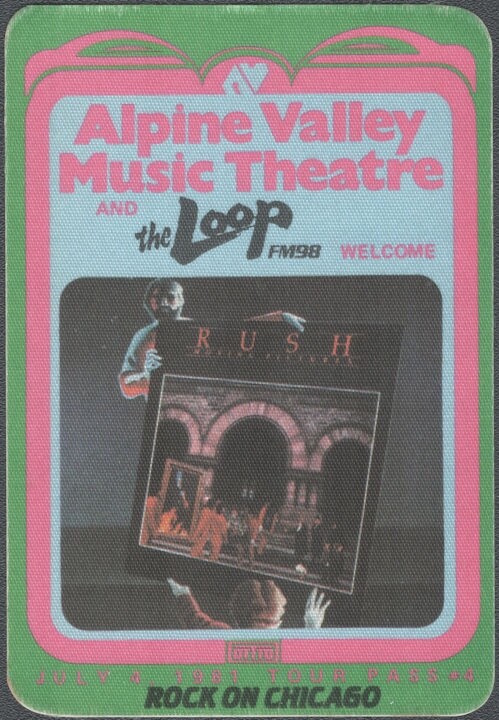 AV
Alpine Valley
Music Theatre
AND
the Loop
FM98 WELCOME
RUSH
MOVING PICTURES
JULY 4 1981 TOUR PASS #4
ROCK ON CHICAGO